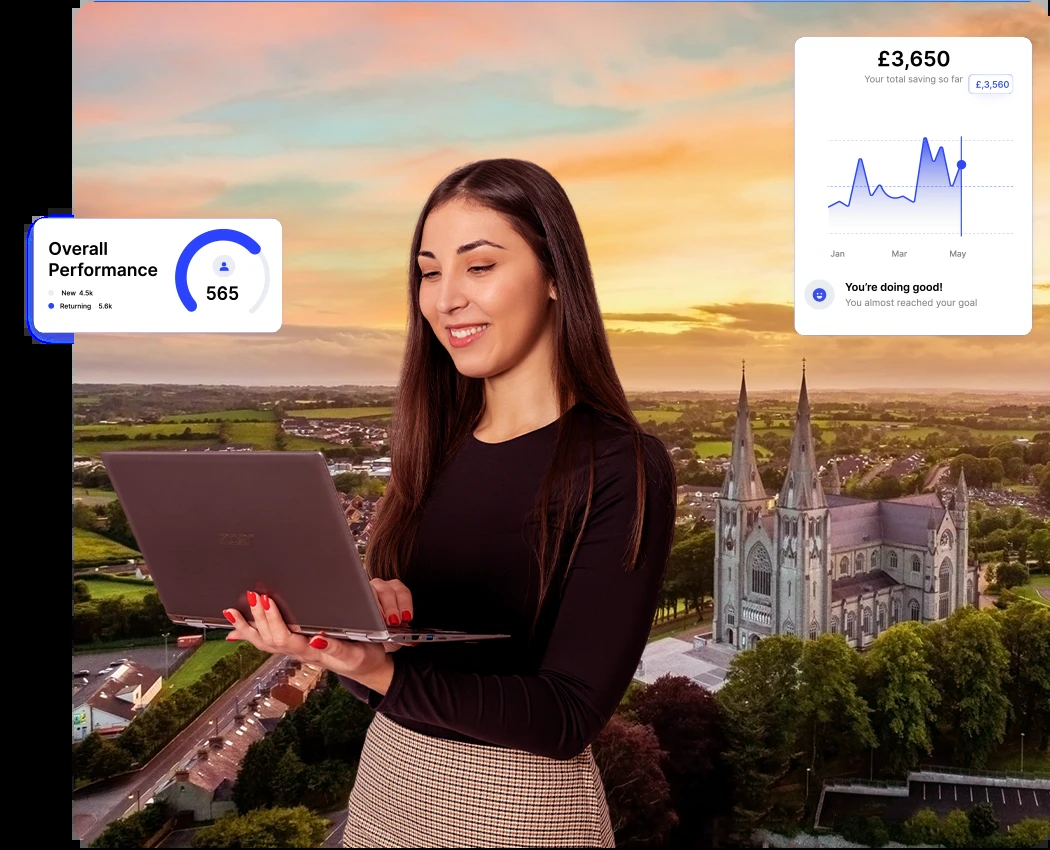 £3,650
Your total saving so far
£,3,560
Overall
Performance
New 4.5k
Returning 5.6k
565
Jan Mar May
You're doing good!
You almost reached your goal